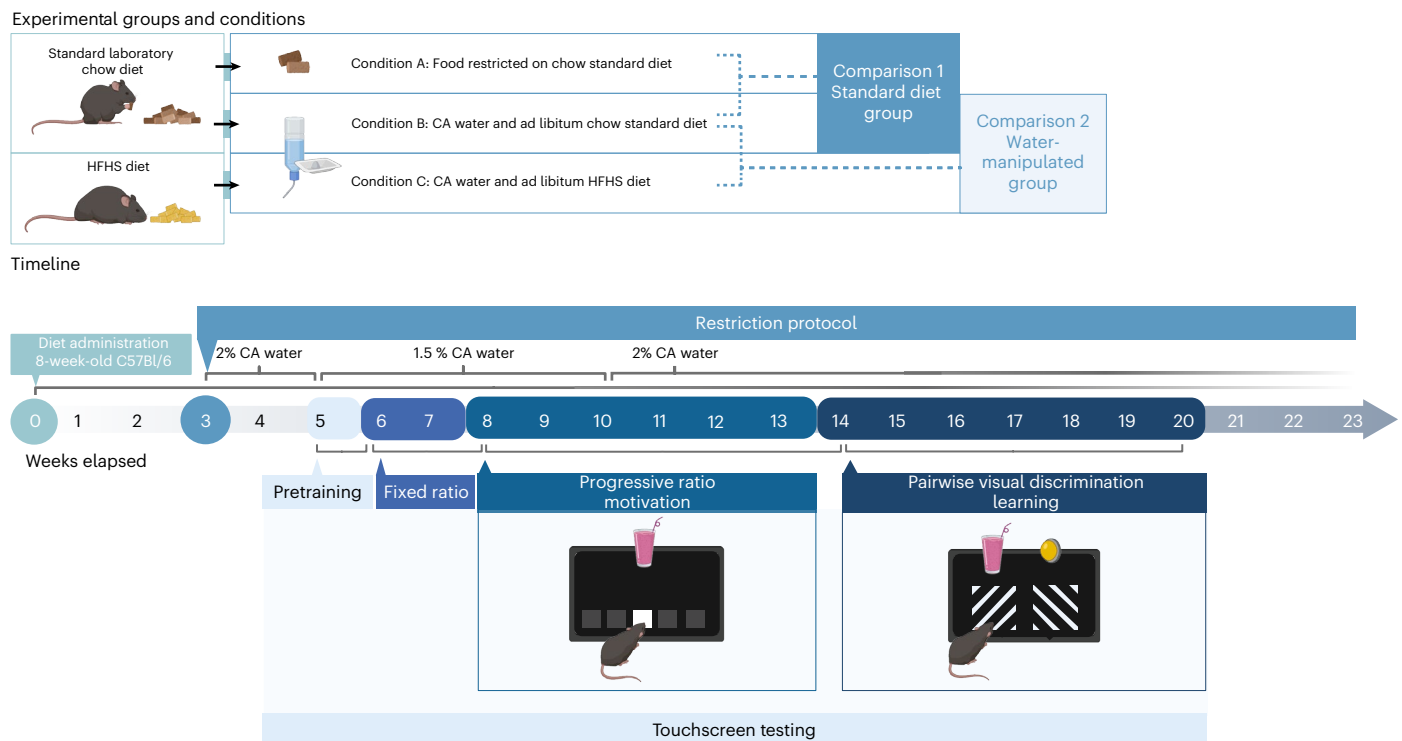 Experimental groups and conditions
Standard laboratory
chow diet
HFHS diet
Condition A: Food restricted on chow standard diet
Condition B: CA water and ad libitum chow standard diet
Condition C: CA water and ad libitum HFHS diet
Comparison 1
Standard diet
group
Comparison 2
Water-
manipulated
group
Timeline
Restriction protocol
Diet administration
8-week-old C57Bl/6
2% CA water
1.5 % CA water
2% CA water
0 1 2 3 4 5 6 7 8 9 10 11 12 13 14 15 16 17 18 19 20 21 22 23
Weeks elapsed
Pretraining
Fixed ratio
Progressive ratio
motivation
Pairwise visual discrimination
learning
Touchscreen testing